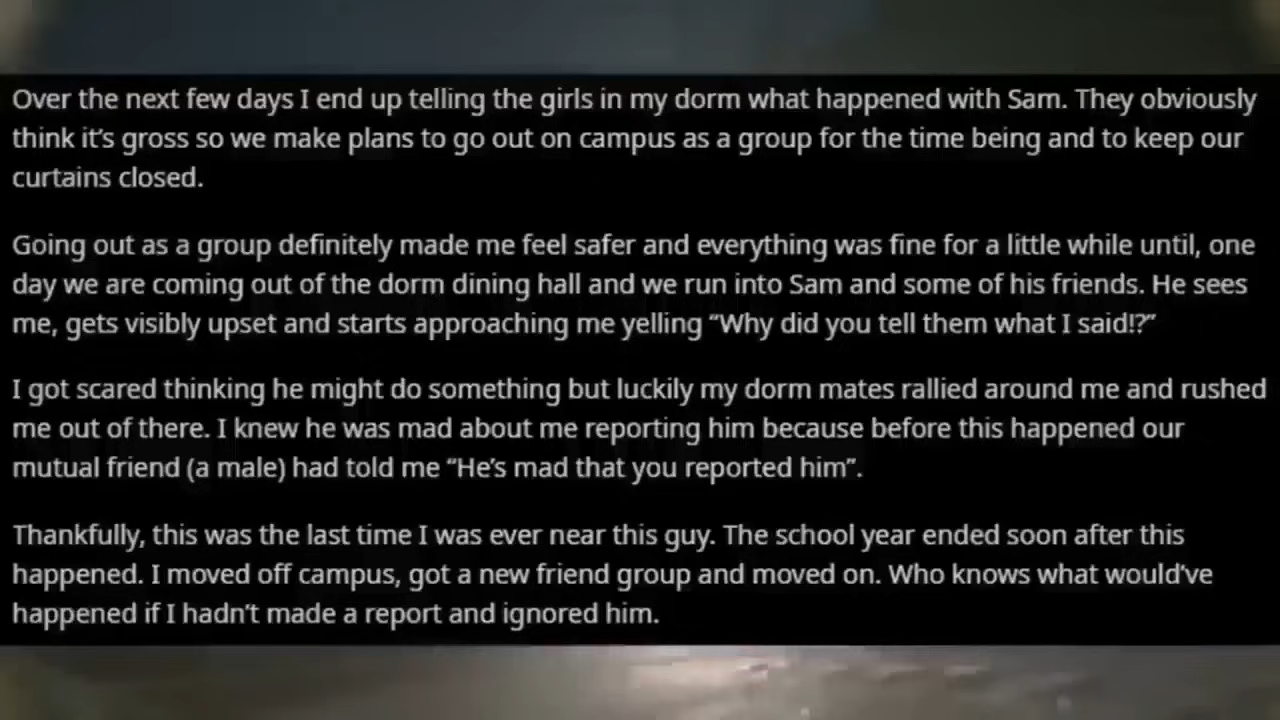 Over the next few days I end up telling the girls in my dorm what happened with Sam. They obviously
think it’s gross so we make plans to go out on campus as a group for the time being and to keep our
curtains closed.
Going out as a group definitely made me feel safer and everything was fine for a little while until, one
day we are coming out of the dorm dining hall and we run into Sam and some of his friends. He sees
me, gets visibly upset and starts approaching me yelling “Why did you tell them what I said!?”
I got scared thinking he might do something but luckily my dorm mates rallied around me and rushed
me out of there. I knew he was mad about me reporting him because before this happened our
mutual friend (a male) had told me “He’s mad that you reported him”.
Thankfully, this was the last time I was ever near this guy. The school year ended soon after this
happened. I moved off campus, got a new friend group and moved on. Who knows what would’ve
happened if I hadn’t made a report and ignored him.